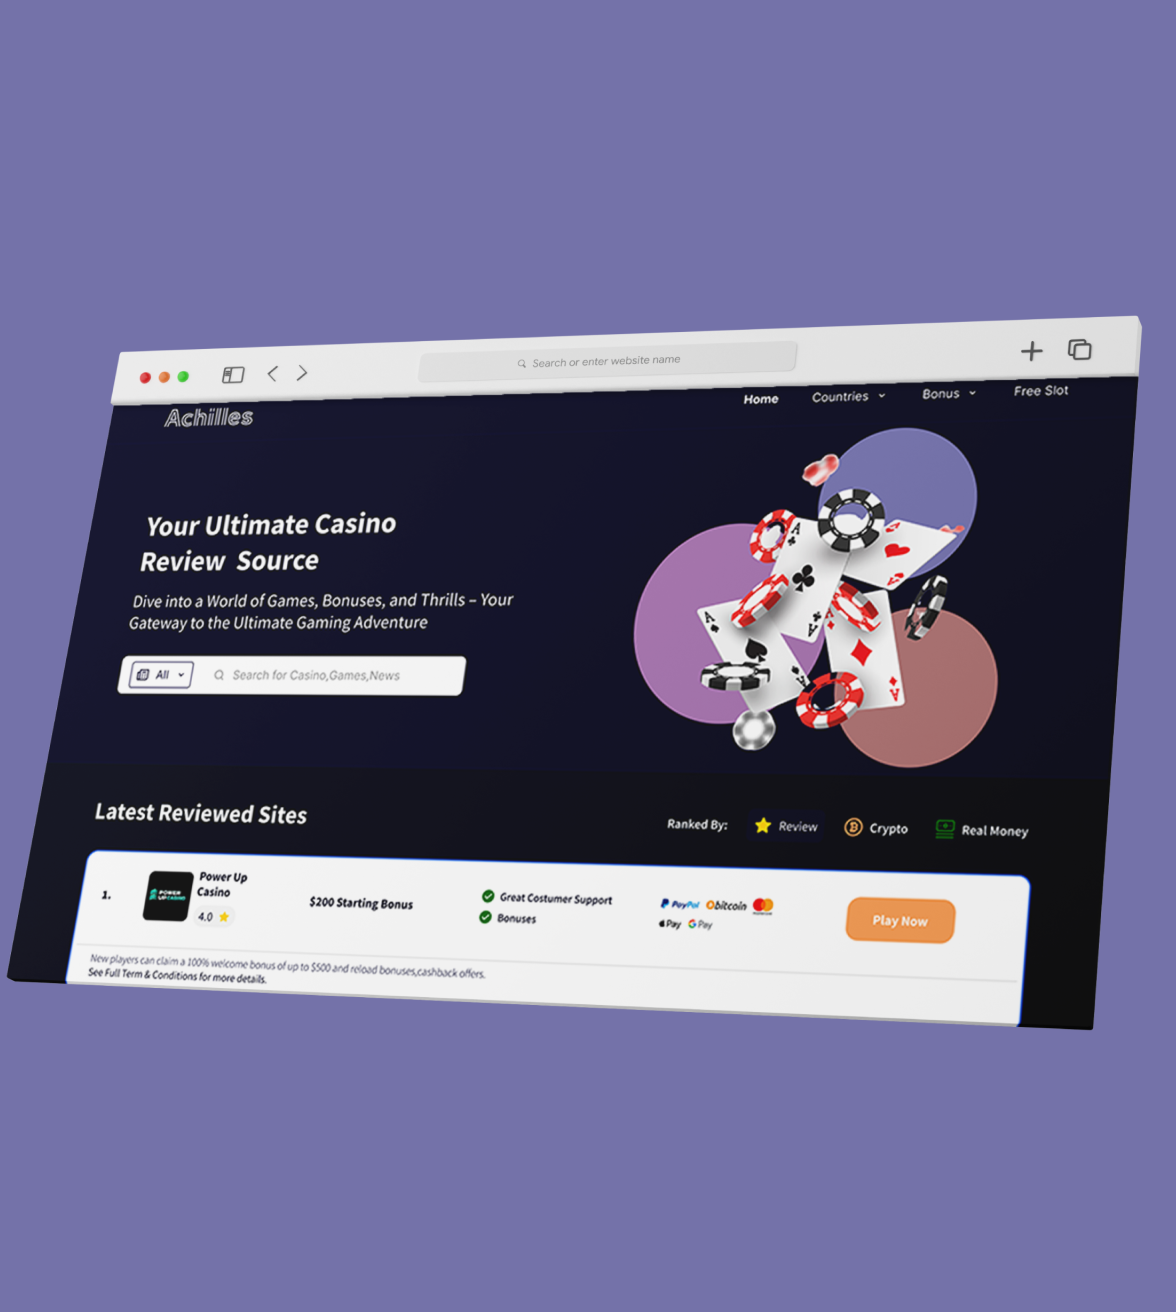 Search or enter website name
Achilles
Home Countries Bonus Free Slot
Your Ultimate Casino
Review Source
Dive into a World of Games, Bonuses, and Thrills – Your
Gateway to the Ultimate Gaming Adventure
All Search for Casino,Games,News
A
A
A
A
A
A
Latest Reviewed Sites
Ranked By: Review Crypto Real Money
1.
POWER
UP CASINO
Power Up
Casino
4.0
$200 Starting Bonus
Great Costumer Support
Bonuses
PayPal bitcoin
Pay G Pay
Play Now
New players can claim a 100% welcome bonus of up to $500 and reload bonuses,cashback offers.
See Full Term & Conditions for more details.